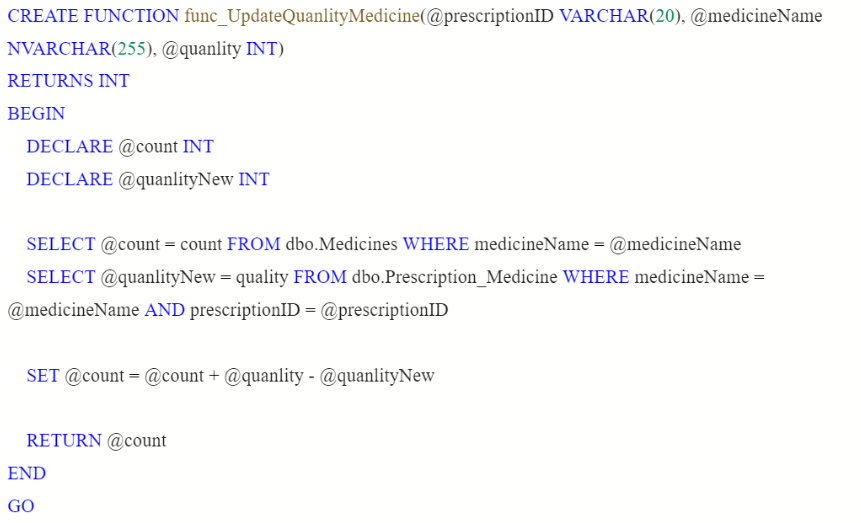 CREATE FUNCTION func_UpdateQuanlityMedicine(@prescriptionID VARCHAR(20), @medicineName
NVARCHAR(255), @quanlity INT)
RETURNS INT
BEGIN
DECLARE @count INT
DECLARE @quanlityNew INT
SELECT @count = count FROM dbo.Medicines WHERE medicineName = @medicineName
SELECT @quanlityNew = quality FROM dbo.Prescription_Medicine WHERE medicineName =
@medicineName AND prescriptionID = @prescriptionID
SET @count = @count + @quanlity - @quanlityNew
RETURN @count
END
GO